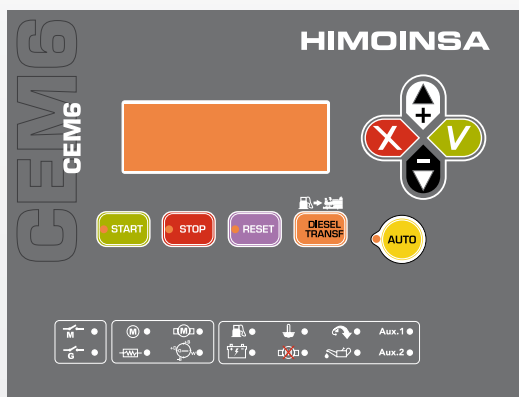 HIMOINSA
CEM6
CEM6
+
X
V
-
START
STOP
RESET
DIESEL
TRANSF
AUTO
M
M
M
Aux.1
G
Aux.2